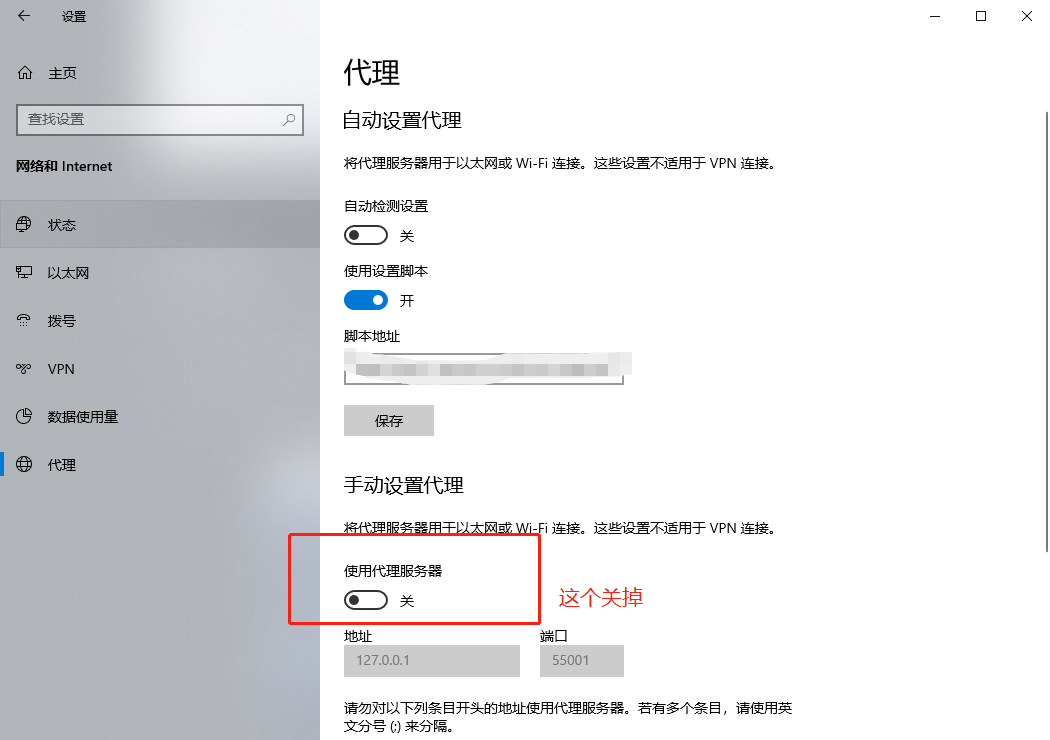 设置
主页
查找设置
网络和 Internet
状态
以太网
拨号
VPN
数据使用量
代理
代理
自动设置代理
将代理服务器用于以太网或 Wi-Fi 连接。这些设置不适用于 VPN 连接。
自动检测设置
关
使用设置脚本
开
脚本地址
保存
手动设置代理
将代理服务器用于以太网或 Wi-Fi 连接。这些设置不适用于 VPN 连接。
使用代理服务器
关
这个关掉
地址 端口
127.0.0.1 55001
请勿对以下列条目开头的地址使用代理服务器。若有多个条目，请使用英
文分号 (;) 来分隔。